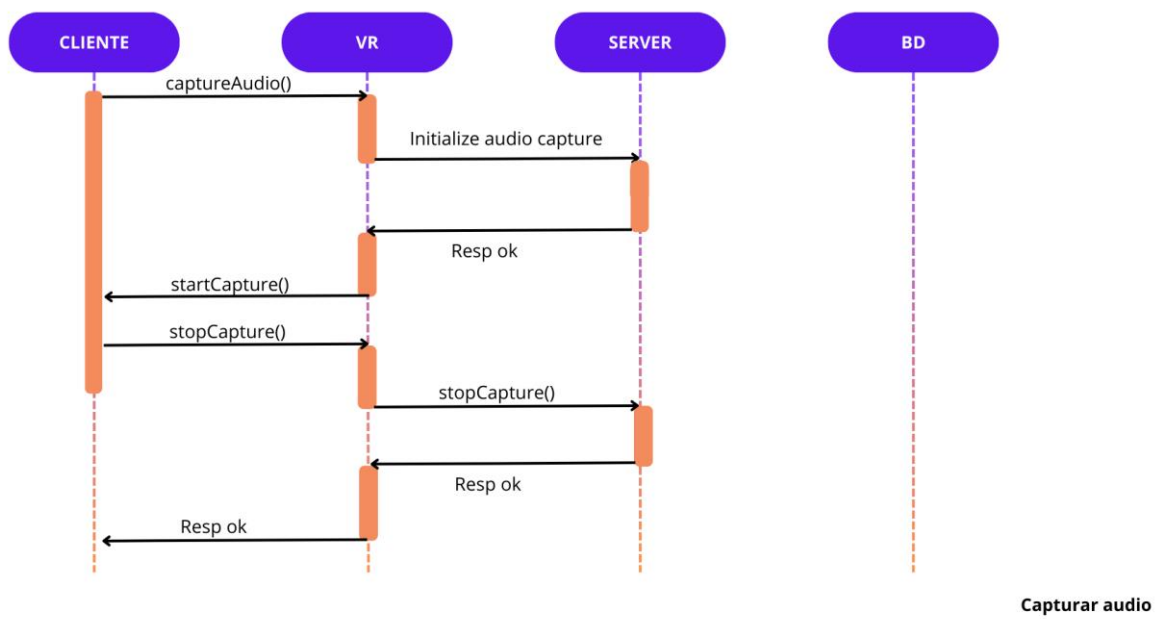 CLIENTE
VR
SERVER
BD
captureAudio()
Initialize audio capture
Resp ok
startCapture()
stopCapture()
stopCapture()
Resp ok
Resp ok
Capturar audio